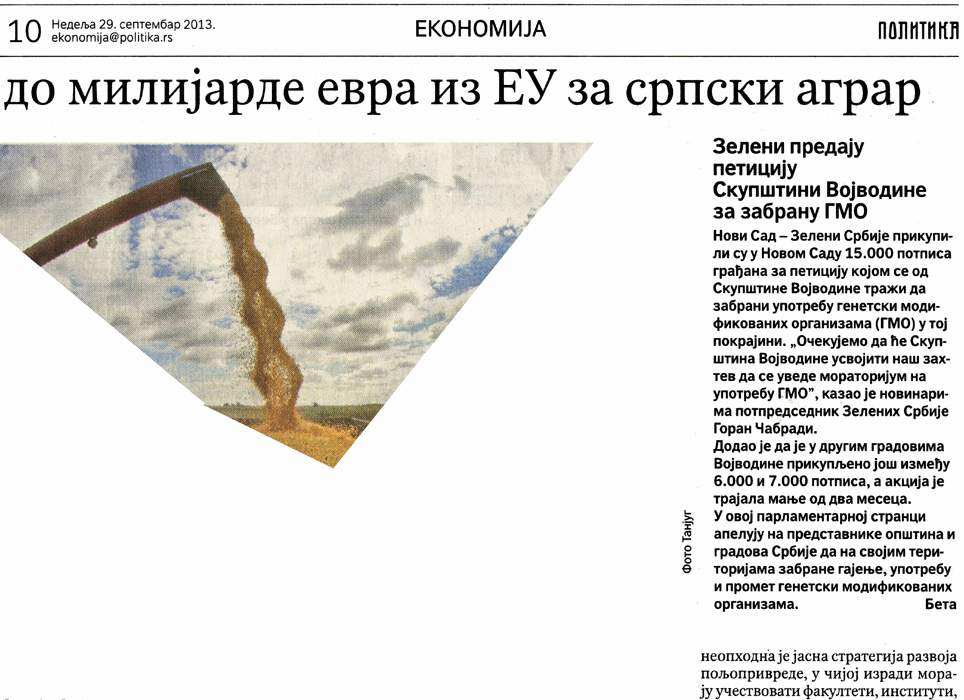 10
Недеља 29. септембар 2013.
ekonomija@politika.rs
ЕКОНОМИЈА
ПОЛИТИКА
до милијарде евра из ЕУ за српски аграр
Зелени предају
петицију
Скупштини Војводине
за забрану ГМО
Нови Сад – Зелени Србије прикупи-
ли су у Новом Саду 15.000 потписа
грађана за петицију којом се од
Скупштине Војводине тражи да
забрани употребу генетски моди-
фикованих организама (ГМО) у тој
покрајини. „Очекујемо да ће Скуп-
штина Војводине усвојити наш зах-
тев да се уведе мораторијум на
употребу ГМО”, казао је новинари-
ма потпредседник Зелених Србије
Горан Чабради.
Додао је да је у другим градовима
Војводине прикупљено још између
6.000 и 7.000 потписа, а акција је
трајала мање од два месеца.
У овој парламентарној странци
апелују на представнике општина и
градова Србије да на својим тери-
торијама забране гајење, употребу
и промет генетски модификованих
организама. Бета
Фото Танјуг
неопходна је јасна стратегија развоја
пољопривреде, у чијој изради мора-
ју учествовати факултети, институти,